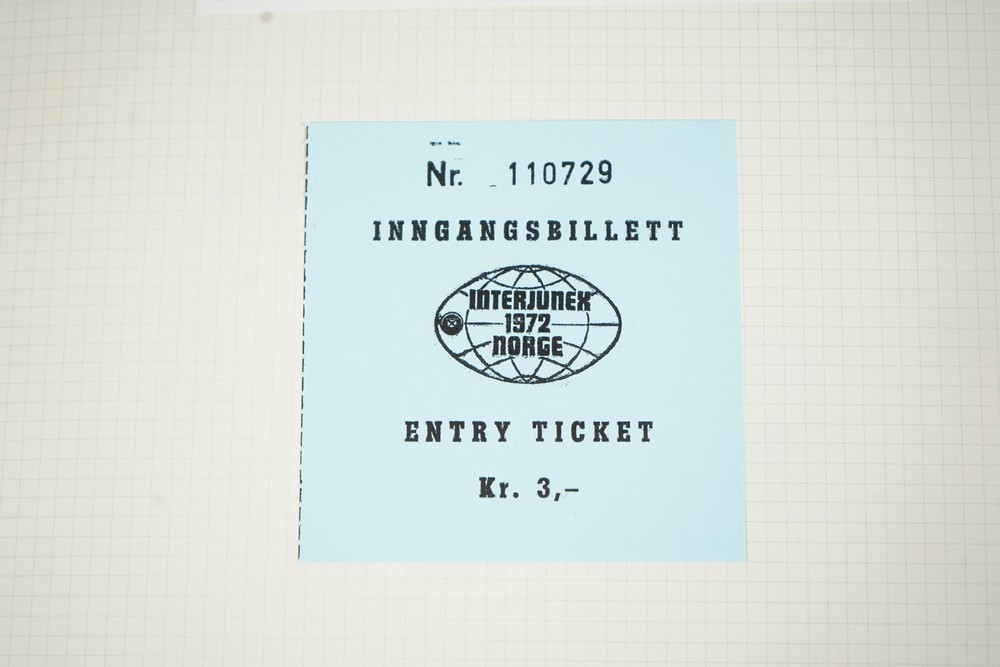 Nr. 110729
INNGANGSBILLETT
INTERJUNEX
1972
NORGE
ENTRY TICKET
Kr. 3,–